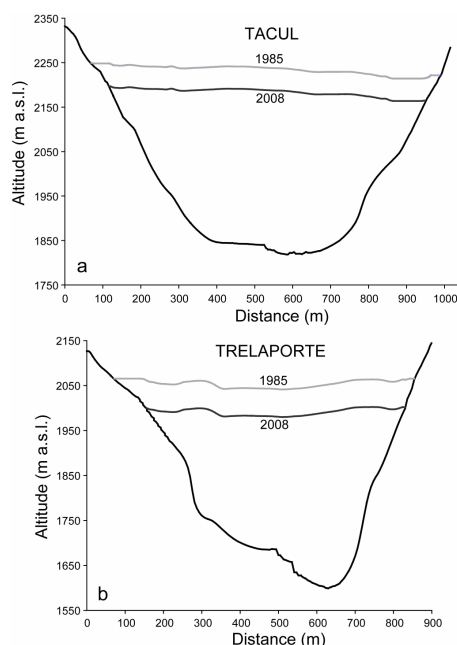 TACUL
Altitude (m a.s.l.)
2350
2250
2150
2050
1950
1850
1750
1985
2008
a
0 100 200 300 400 500 600 700 800 900 1000
Distance (m)
TRELAPORTE
Altitude (m a.s.l.)
2150
2050
1950
1850
1750
1650
1550
1985
2008
b
0 100 200 300 400 500 600 700 800 900
Distance (m)